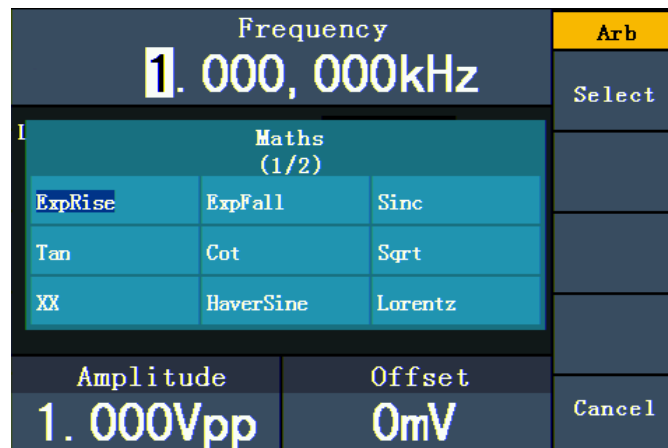 Frequency
1.000,000kHz
Arb
Select
Maths
(1/2)
ExpRise ExpFall Sinc
Tan Cot Sqrt
XX HaverSine Lorentz
Amplitude
1.000Vpp
Offset
0mV
Cancel